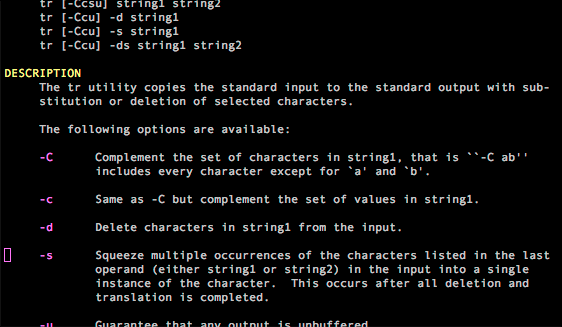 tr [-Ccsu] string1 string2
tr [-Ccu] -d string1
tr [-Ccu] -s string1
tr [-Ccu] -ds string1 string2
DESCRIPTION
The tr utility copies the standard input to the standard output with sub-
stitution or deletion of selected characters.
The following options are available:
-C Complement the set of characters in string1, that is ``-C ab''
includes every character except for `a' and `b'.
-c Same as -C but complement the set of values in string1.
-d Delete characters in string1 from the input.
-s Squeeze multiple occurrences of the characters listed in the last
operand (either string1 or string2) in the input into a single
instance of the character.  This occurs after all deletion and
translation is completed.
-u Guarantee that any output is unbuffered.